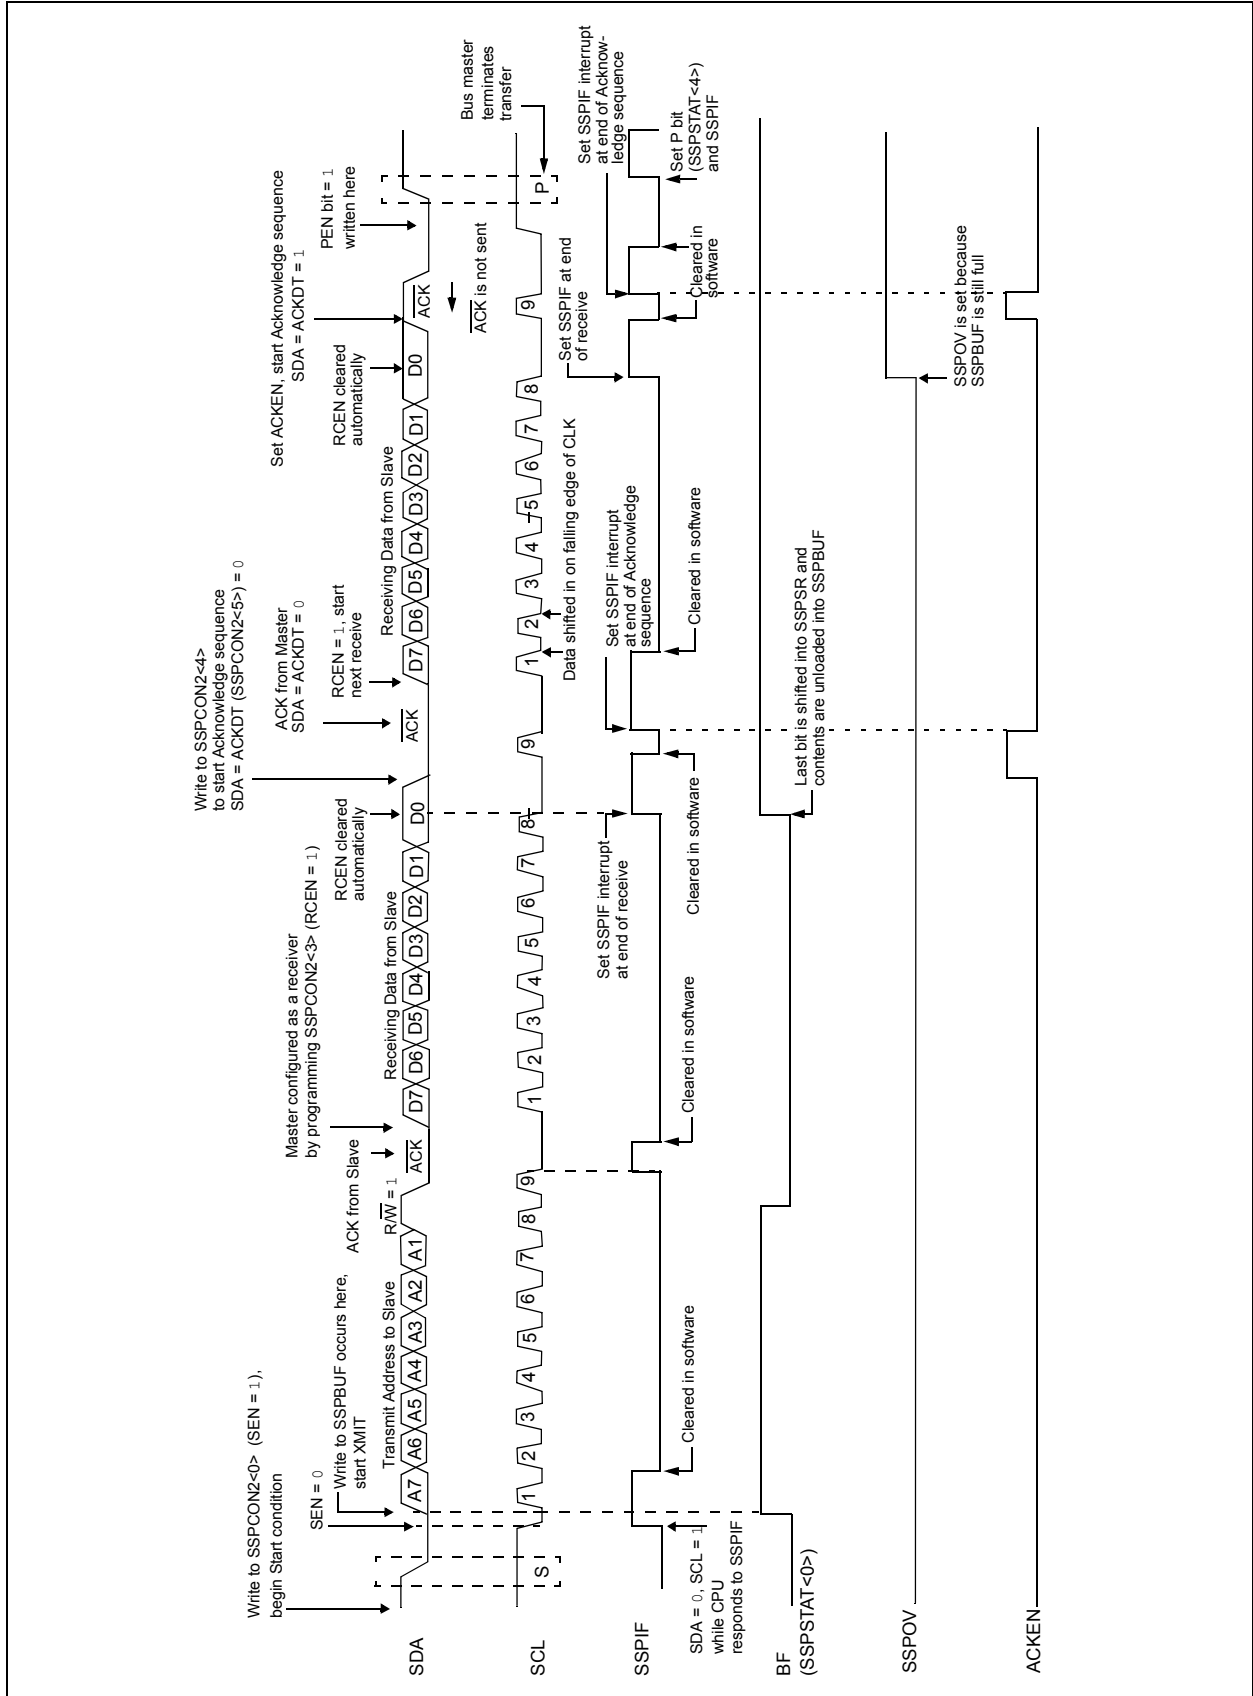 Write to SSPCON2<0> (SEN = 1),
begin Start condition
SEN = 0
Write to SSPBUF occurs here,
start XMIT
Transmit Address to Slave
ACK from Slave
Master configured as a receiver
by programming SSPCON2<3> (RCEN = 1)
Receiving Data from Slave
RCEN cleared
automatically
Write to SSPCON2<4>
to start Acknowledge sequence
SDA = ACKDT (SSPCON2<5>) = 0
ACK from Master
SDA = ACKDT = 0
RCEN = 1, start
next receive
Receiving Data from Slave
RCEN cleared
automatically
Set ACKEN, start Acknowledge sequence
SDA = ACKDT = 1
PEN bit = 1
written here
SDA
A7 A6 A5 A4 A3 A2 A1 R/W = 1 ACK D7 D6 D5 D4 D3 D2 D1 D0 ACK D7 D6 D5 D4 D3 D2 D1 D0 ACK
ACK is not sent
Bus master
terminates
transfer
SCL
S 1 2 3 4 5 6 7 8 9 1 2 3 4 5 6 7 8 9 1 2 3 4 5 6 7 8 9 P
Data shifted in on falling edge of CLK
Set SSPIF interrupt
at end of receive
Set SSPIF interrupt
at end of Acknowledge
sequence
Set SSPIF at end
of receive
Set SSPIF interrupt
at end of Acknow-
ledge sequence
SSPIF
SDA = 0, SCL = 1
while CPU
responds to SSPIF
Cleared in software
Cleared in software
Cleared in software
Cleared in software
Cleared in
software
Set P bit
(SSPSTAT<4>)
and SSPIF
BF
(SSPSTAT<0>)
Last bit is shifted into SSPSR and
contents are unloaded into SSPBUF
SSPOV
SSPOV is set because
SSPBUF is still full
ACKEN